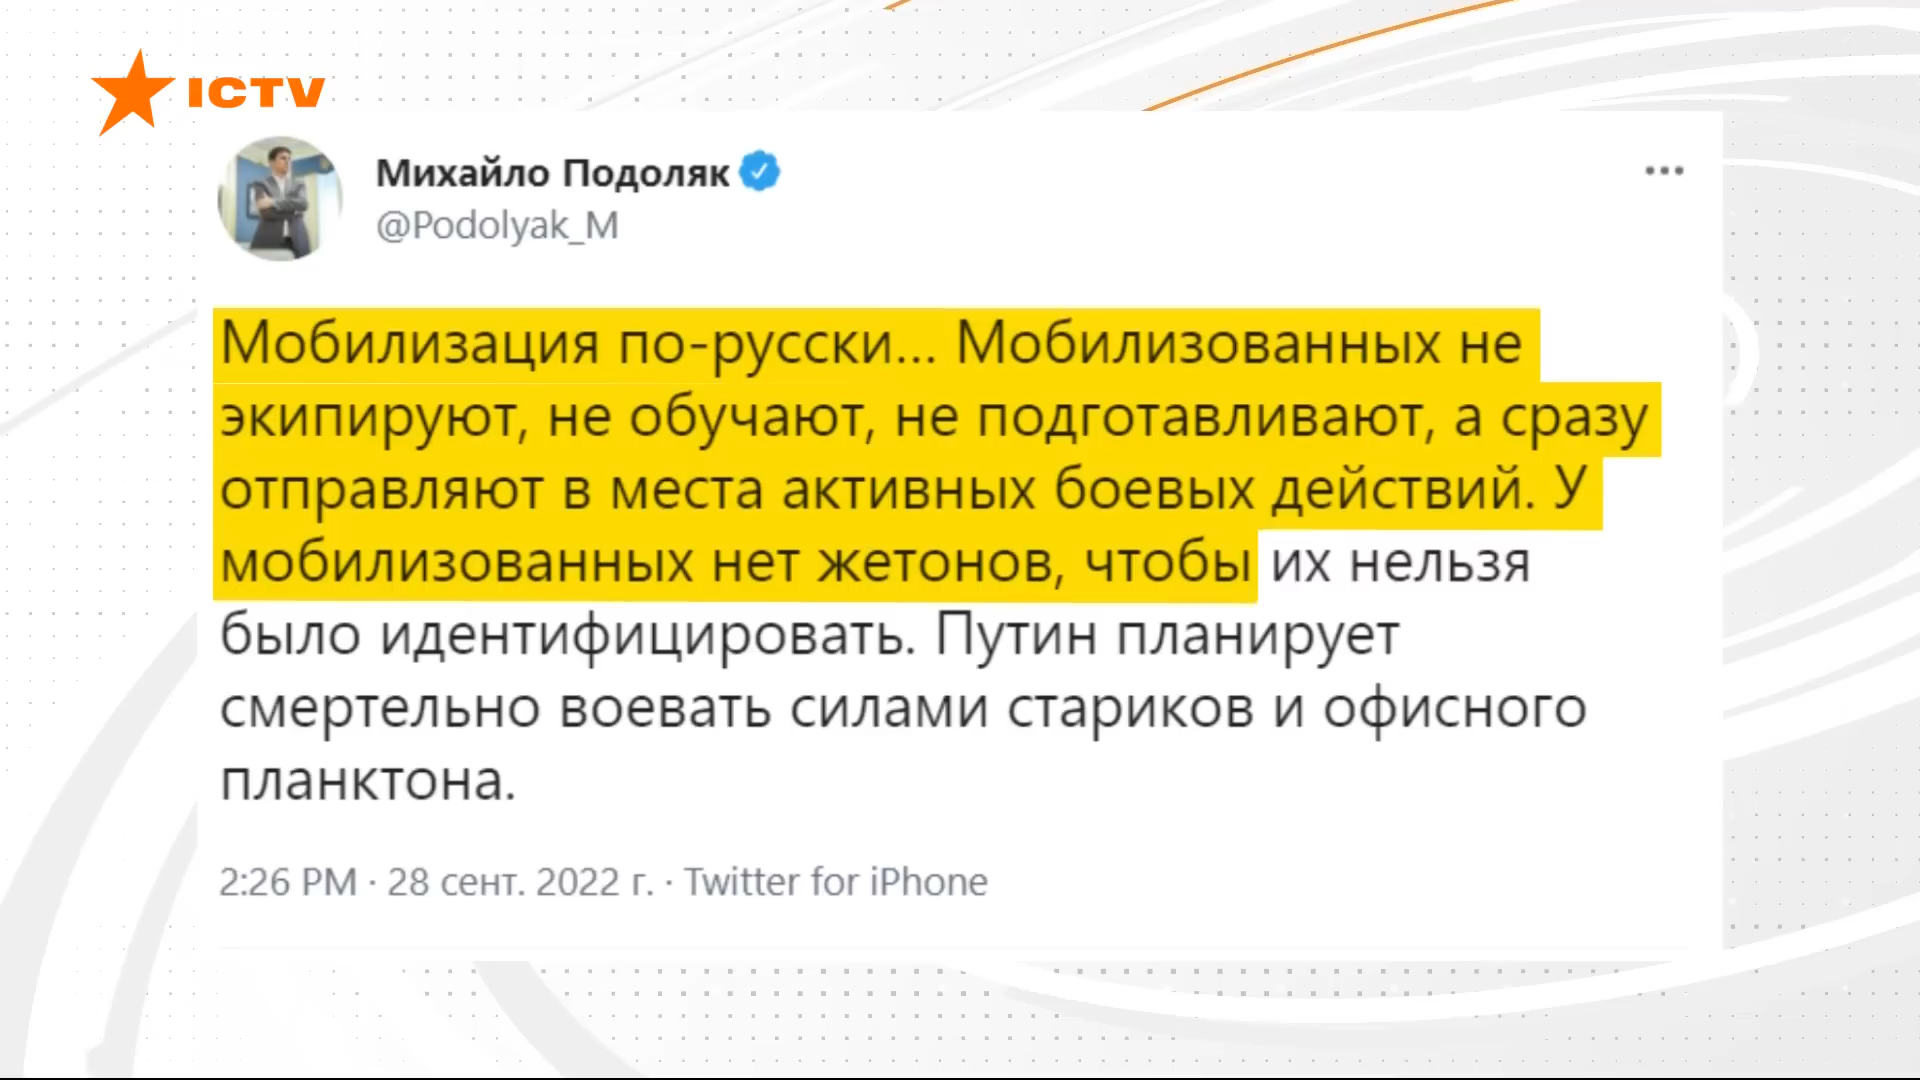 ICTV
Михайло Подоляк
@Podolyak_M
Мобилизация по-русски... Мобилизованных не
экипируют, не обучают, не подготавливают, а сразу
отправляют в места активных боевых действий. У
мобилизованных нет жетонов, чтобы их нельзя
было идентифицировать. Путин планирует
смертельно воевать силами стариков и офисного
планктона.
2:26 PM · 28 сент. 2022 г. · Twitter for iPhone